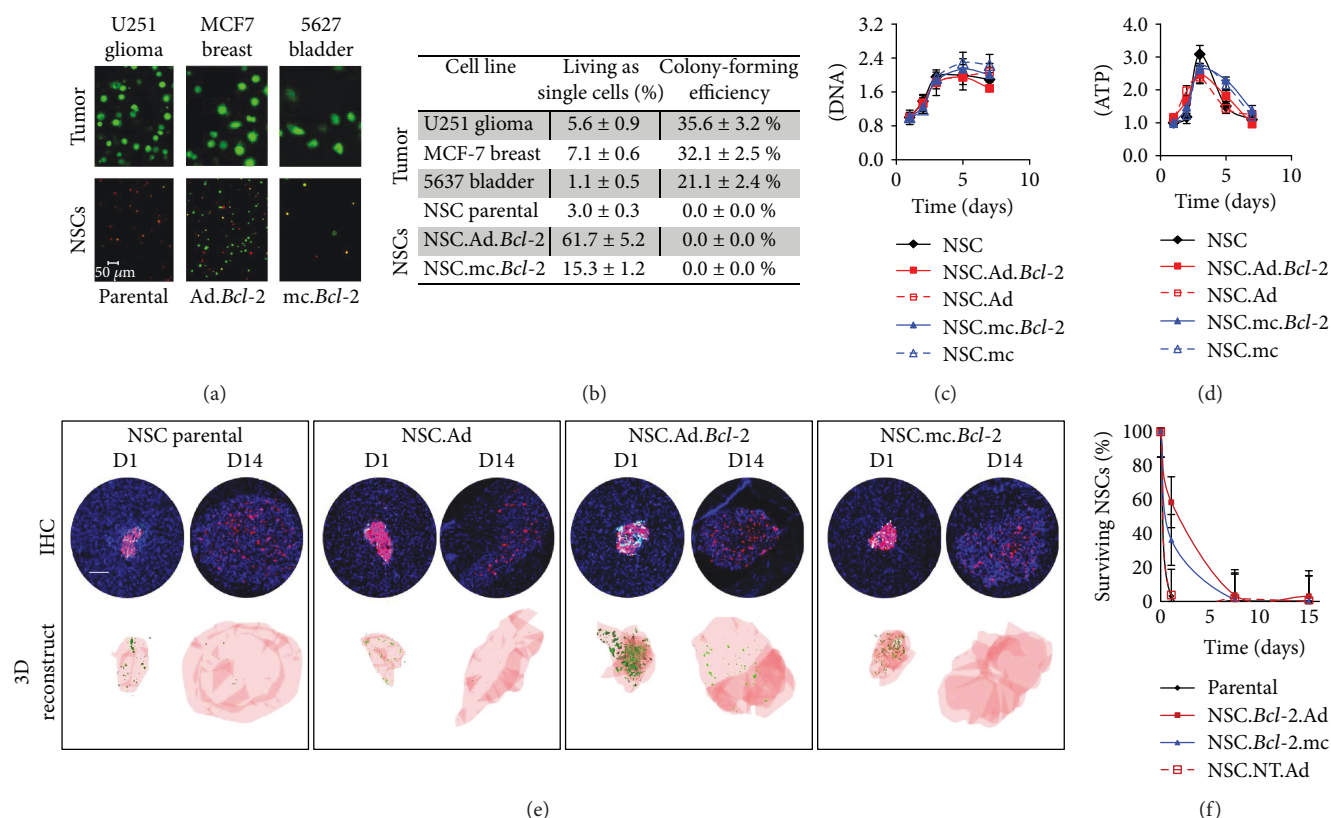 U251 glioma
MCF7 breast
5627 bladder
Tumor
NSCs
50 μm
Parental
Ad.Bcl-2
mc.Bcl-2
(a)
Cell line
Living as single cells (%)
Colony-forming efficiency
Tumor
U251 glioma 5.6 ± 0.9 35.6 ± 3.2 %
MCF-7 breast 7.1 ± 0.6 32.1 ± 2.5 %
5637 bladder 1.1 ± 0.5 21.1 ± 2.4 %
NSCs
NSC parental 3.0 ± 0.3 0.0 ± 0.0 %
NSC.Ad.Bcl-2 61.7 ± 5.2 0.0 ± 0.0 %
NSC.mc.Bcl-2 15.3 ± 1.2 0.0 ± 0.0 %
(b)
(DNA)
3.2
2.4
1.6
0.8
0.0
0 5 10
Time (days)
NSC
NSC.Ad.Bcl-2
NSC.Ad
NSC.mc.Bcl-2
NSC.mc
(c)
(ATP)
4.0
3.0
2.0
1.0
0.0
0 5 10
Time (days)
NSC
NSC.Ad.Bcl-2
NSC.Ad
NSC.mc.Bcl-2
NSC.mc
(d)
NSC parental
D1 D14
NSC.Ad
D1 D14
NSC.Ad.Bcl-2
D1 D14
NSC.mc.Bcl-2
D1 D14
IHC
3D reconstruct
(e)
Surviving NSCs (%)
100
80
60
40
20
0
0 5 10 15
Time (days)
Parental
NSC.Bcl-2.Ad
NSC.Bcl-2.mc
NSC.NT.Ad
(f)